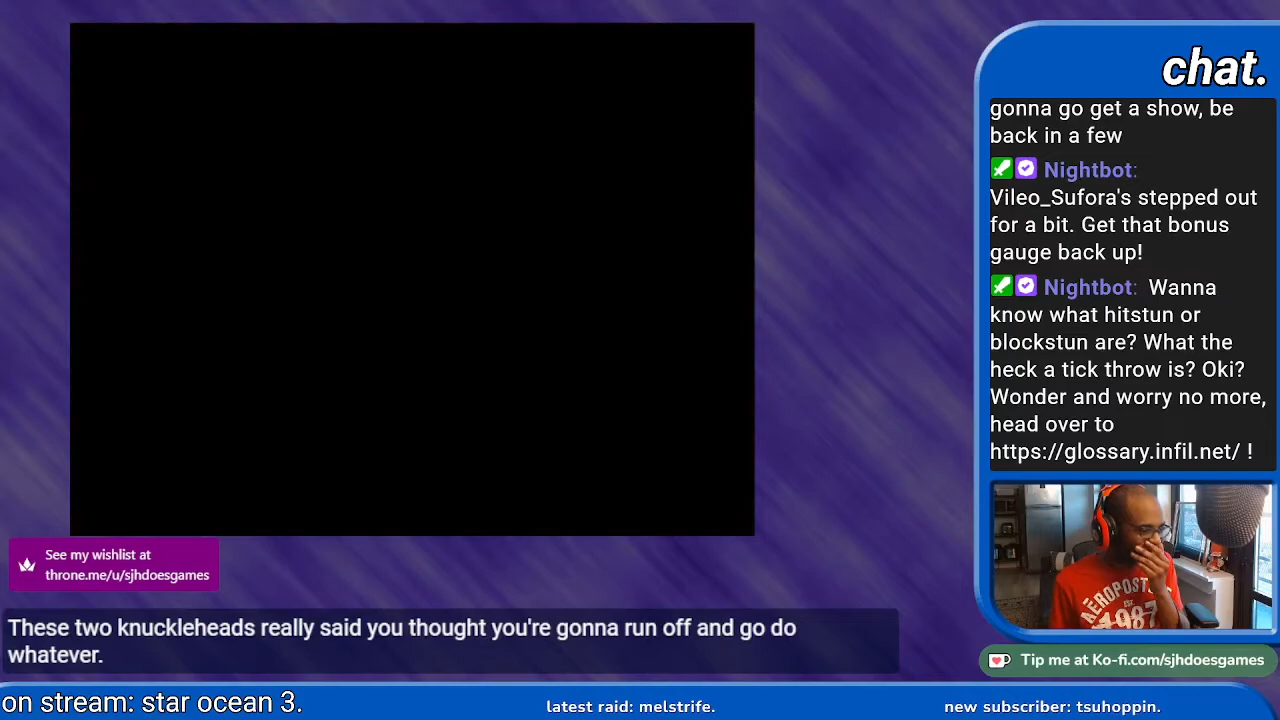 chat.
gonna go get a show, be
back in a few
Nightbot:
Vileo_Sufora's stepped out
for a bit. Get that bonus
gauge back up!
Nightbot: Wanna
know what hitstun or
blockstun are? What the
heck a tick throw is? Oki?
Wonder and worry no more,
head over to
https://glossary.infil.net/ !
AÉROPOSTALE
1987
See my wishlist at
throne.me/u/sjhdoesgames
These two knuckleheads really said you thought you're gonna run off and go do
whatever.
Tip me at Ko-fi.com/sjhdoesgames
on stream: star ocean 3.
latest raid: melstrife.
new subscriber: tsuhoppin.